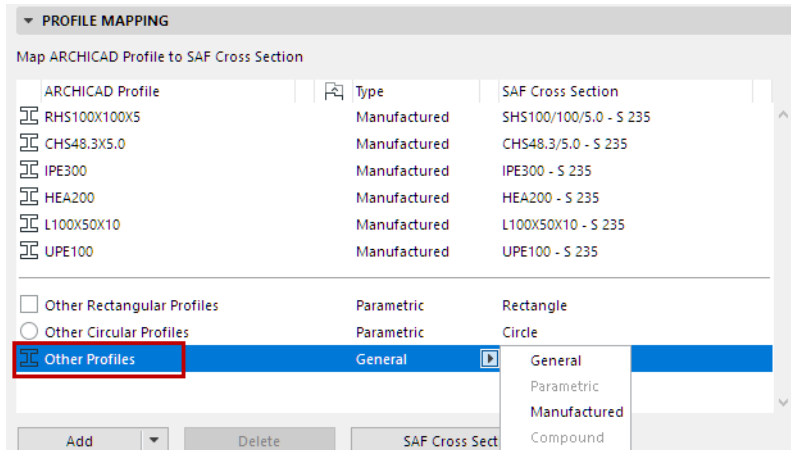 PROFILE MAPPING
Map ARCHICAD Profile to SAF Cross Section
ARCHICAD Profile Type SAF Cross Section
RHS100X100X5 Manufactured SHS100/100/5.0 - S 235
CHS48.3X5.0 Manufactured CHS48.3/5.0 - S 235
IPE300 Manufactured IPE300 - S 235
HEA200 Manufactured HEA200 - S 235
L100X50X10 Manufactured L100X50X10 - S 235
UPE100 Manufactured UPE100 - S 235
Other Rectangular Profiles Parametric Rectangle
Other Circular Profiles Parametric Circle
Other Profiles General General
Parametric
Manufactured
Add Delete SAF Cross Sect Compound